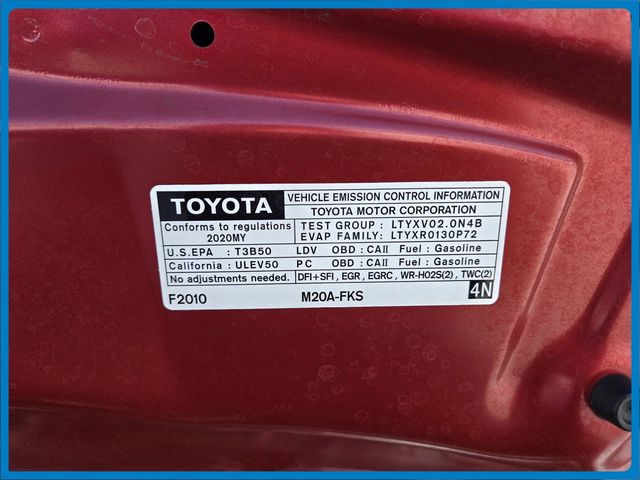 TOYOTA
VEHICLE EMISSION CONTROL INFORMATION
TOYOTA MOTOR CORPORATION
Conforms to regulations
2020MY
TEST GROUP : LTYXV02.0N4B
EVAP FAMILY: LTYXR0130P72
U.S.EPA : T3B50 LDV OBD : CAII Fuel : Gasoline
California : ULEV50 PC OBD : CAII Fuel : Gasoline
No adjustments needed. DFI+SFI, EGR, EGRC, WR-HO2S(2), TWC(2)
F2010 M20A-FKS 4N